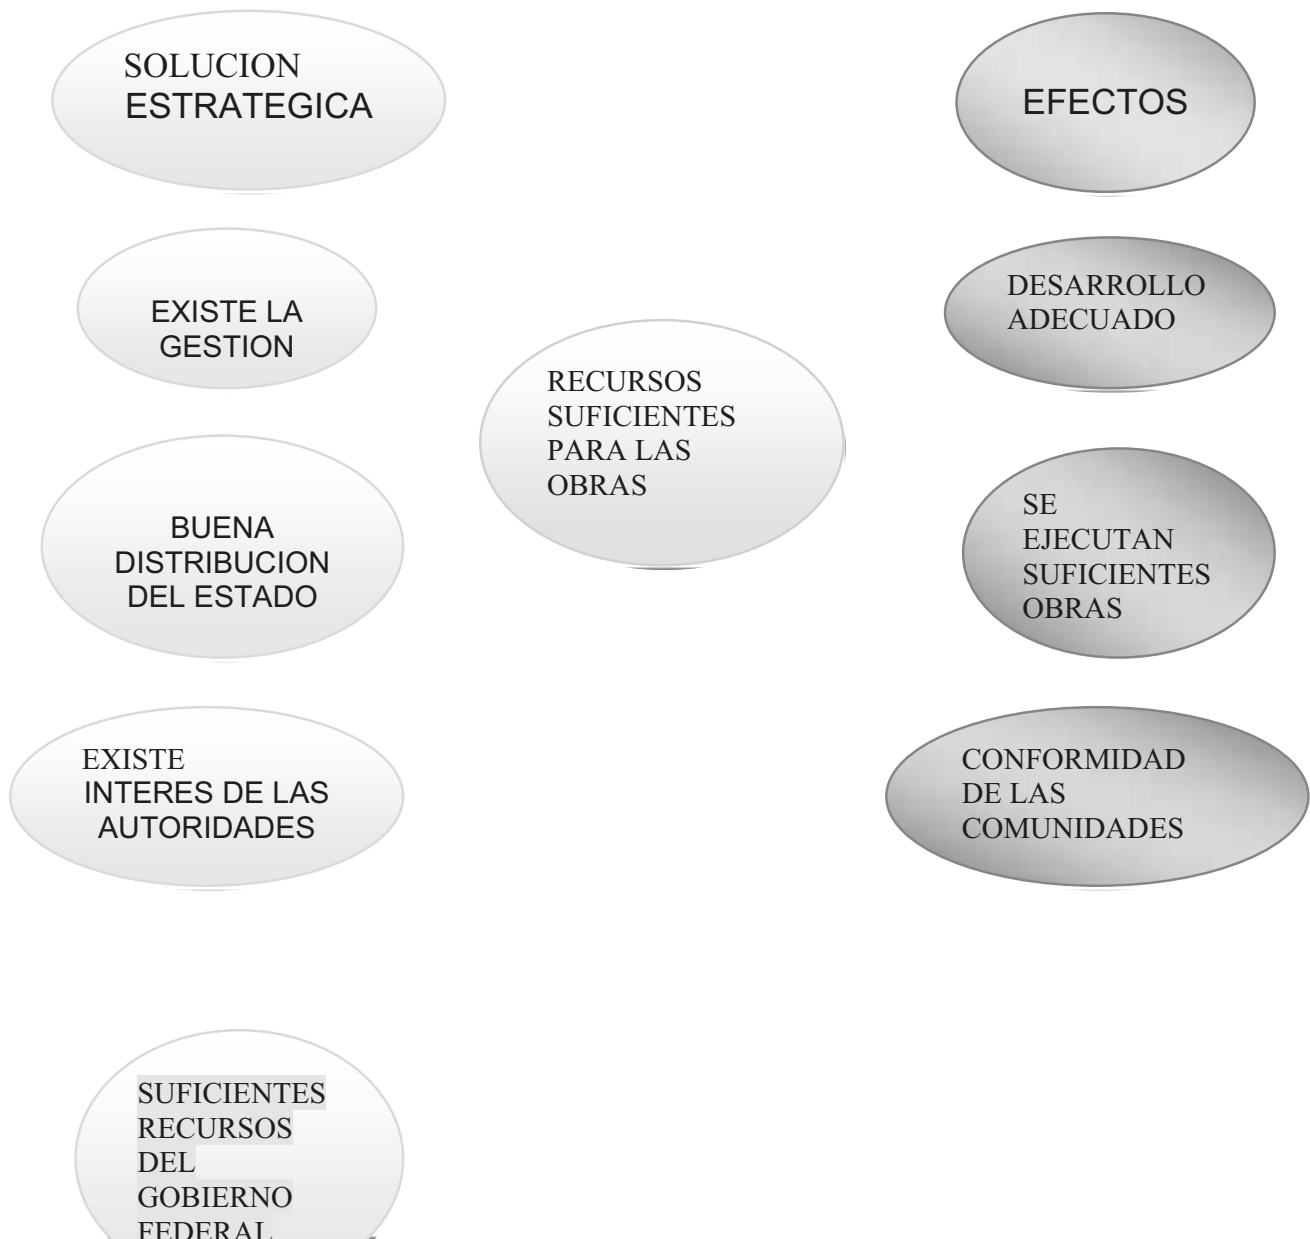 SOLUCION
ESTRATEGICA
EFECTOS
EXISTE LA
GESTION
DESARROLLO
ADECUADO
RECURSOS
SUFICIENTES
PARA LAS
OBRAS
BUENA
DISTRIBUCION
DEL ESTADO
SE
EJECUTAN
SUFICIENTES
OBRAS
EXISTE
INTERES DE LAS
AUTORIDADES
CONFORMIDAD
DE LAS
COMUNIDADES
SUFICIENTES
RECURSOS
DEL
GOBIERNO
FEDERAL